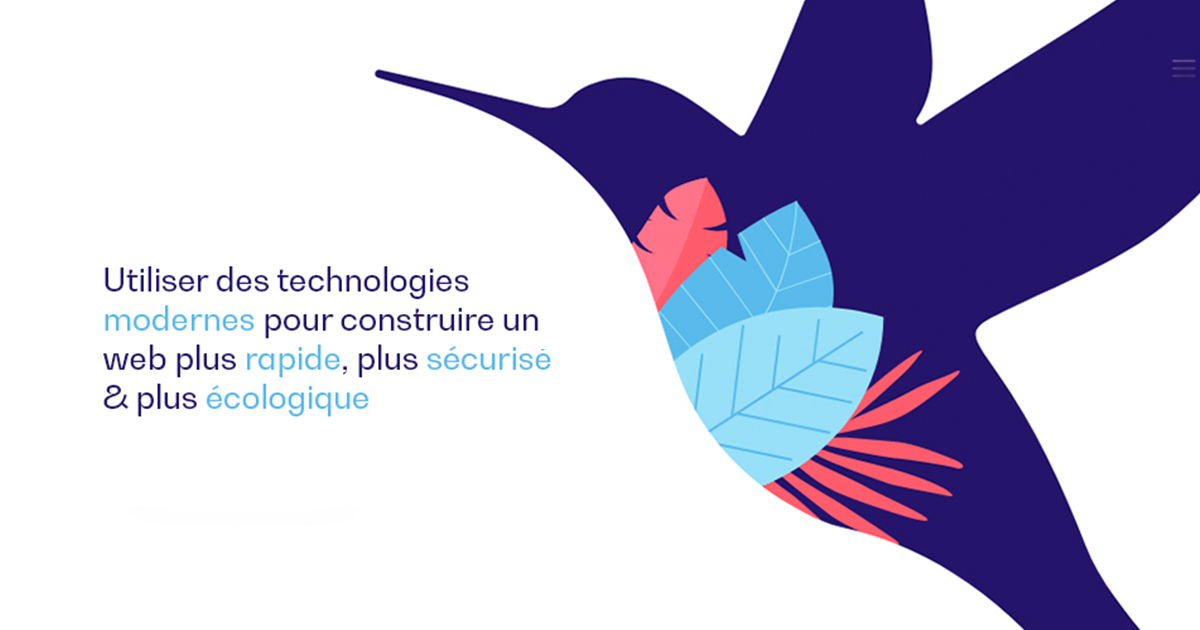 Utiliser des technologies
modernes pour construire un
web plus rapide, plus sécurisé
& plus écologique